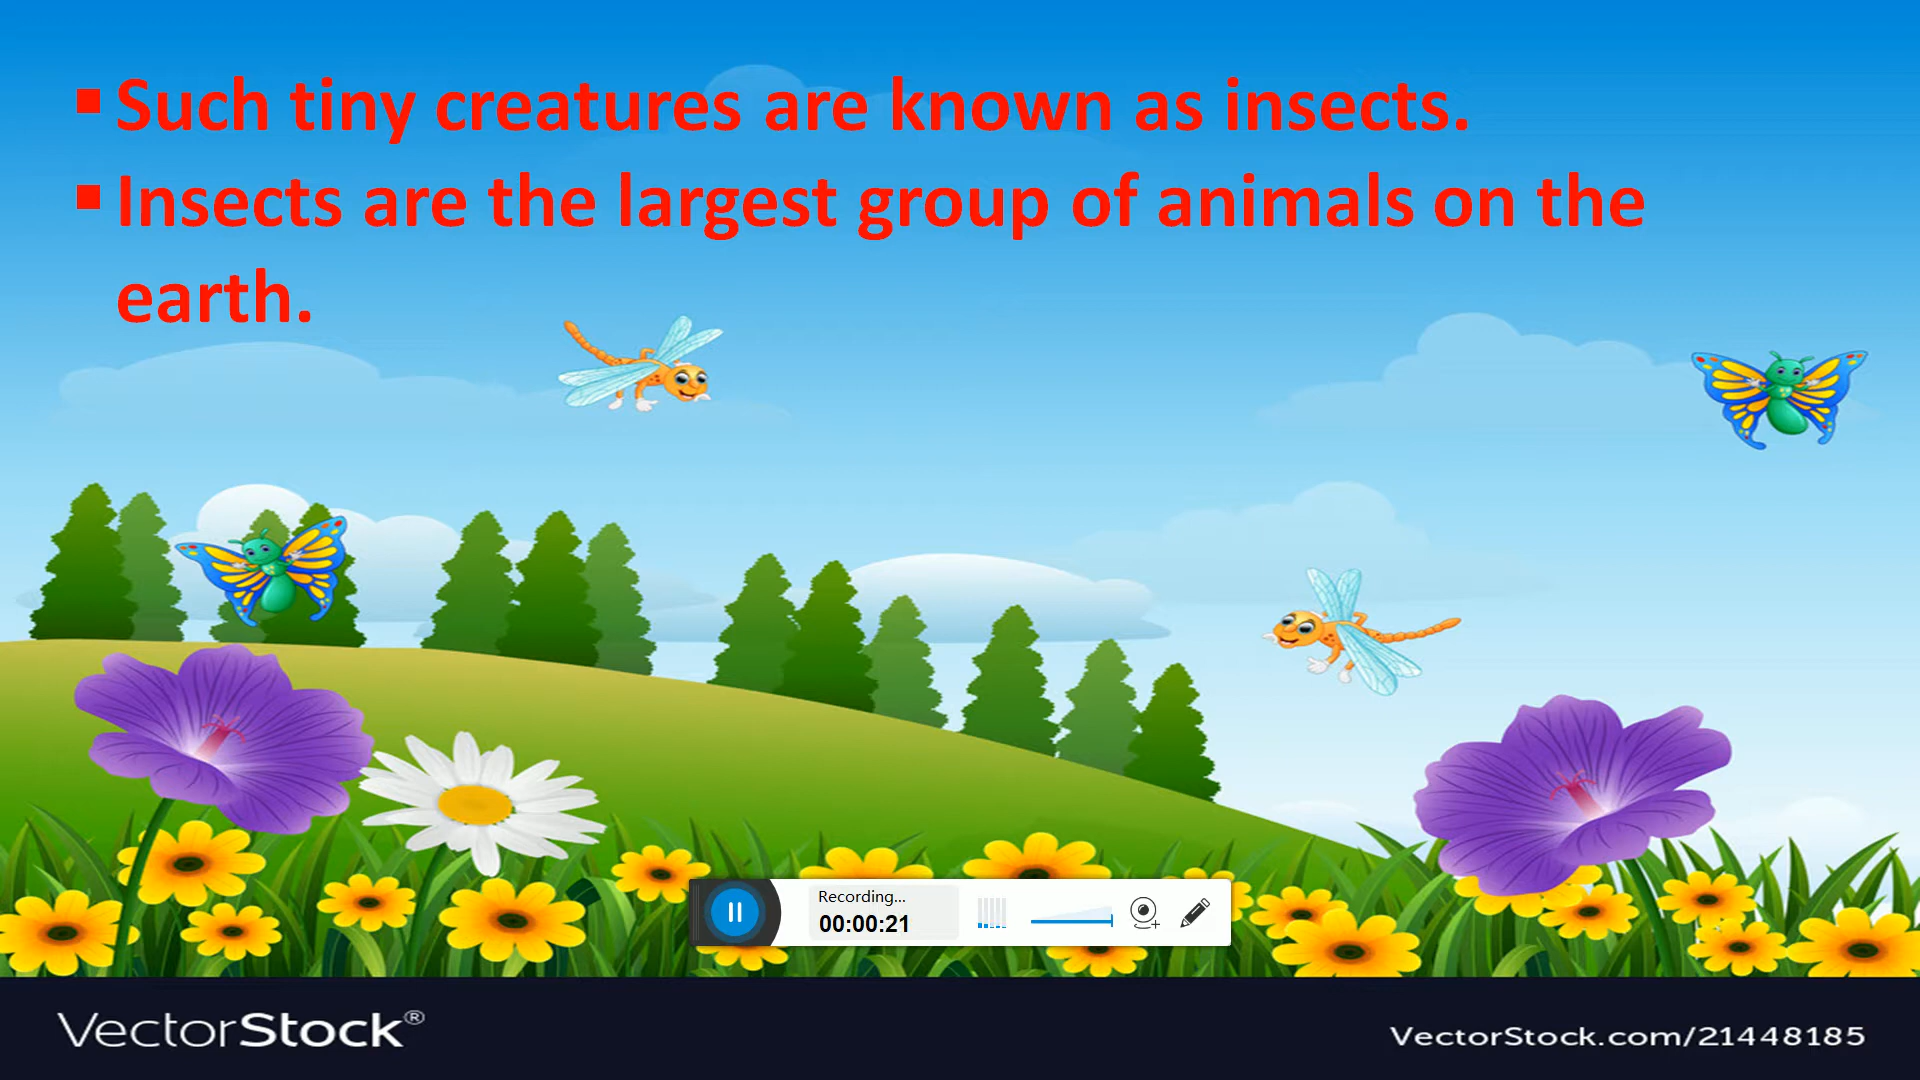 ▪ Such tiny creatures are known as insects.
▪ Insects are the largest group of animals on the
earth.
Recording...
00:00:21
VectorStock®
VectorStock.com/21448185